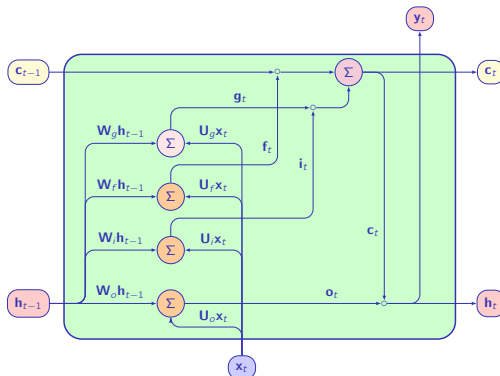 y_t
c_{t−1}
Σ
c_t
g_t
W_g h_{t−1}
U_g x_t
Σ
f_t
i_t
W_f h_{t−1}
U_f x_t
Σ
c_t
W_i h_{t−1}
U_i x_t
Σ
W_o h_{t−1}
o_t
h_{t−1}
Σ
h_t
U_o x_t
x_t